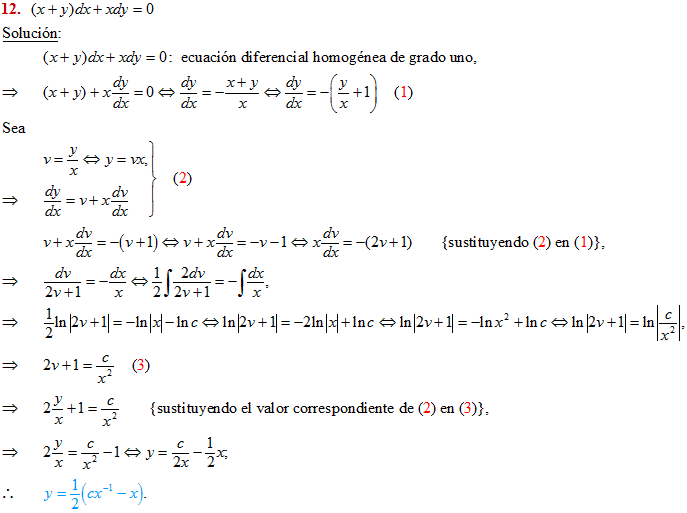 12. (x + y)dx + xdy = 0
Solución:
(x + y)dx + xdy = 0: ecuación diferencial homogénea de grado uno,
⇒ (x + y) + x dy/dx = 0 ⇔ dy/dx = −(x + y)/x ⇔ dy/dx = −(y/x + 1) (1)
Sea
v = y/x ⇔ y = vx,
⇒ dy/dx = v + x dv/dx } (2)
v + x dv/dx = −(v + 1) ⇔ v + x dv/dx = −v − 1 ⇔ x dv/dx = −(2v + 1) {sustituyendo (2) en (1)},
⇒ dv/(2v + 1) = −dx/x ⇔ 1/2 ∫ 2dv/(2v + 1) = −∫ dx/x,
⇒ 1/2 ln|2v + 1| = −ln|x| − ln c ⇔ ln|2v + 1| = −2ln|x| + ln c ⇔ ln|2v + 1| = −ln x² + ln c ⇔ ln|2v + 1| = ln|c/x²|,
⇒ 2v + 1 = c/x² (3)
⇒ 2 y/x + 1 = c/x² {sustituyendo el valor correspondiente de (2) en (3)},
⇒ 2 y/x = c/x² − 1 ⇔ y = c/2x − 1/2 x;
∴ y = 1/2 (cx⁻¹ − x).